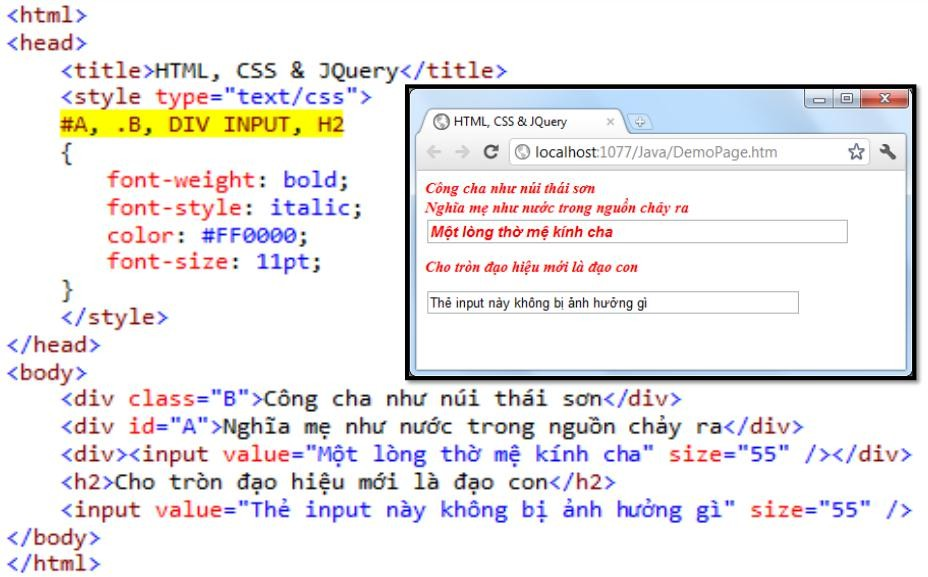 <html>
<head>
<title>HTML, CSS & JQuery</title>
<style type="text/css">
#A, .B, DIV INPUT, H2
{
font-weight: bold;
font-style: italic;
color: #FF0000;
font-size: 11pt;
}
</style>
</head>
<body>
<div class="B">Công cha như núi thái sơn</div>
<div id="A">Nghĩa mẹ như nước trong nguồn chảy ra</div>
<div><input value="Một lòng thờ mệ kính cha" size="55" /></div>
<h2>Cho tròn đạo hiệu mới là đạo con</h2>
<input value="Thẻ input này không bị ảnh hưởng gì" size="55" />
</body>
</html>
HTML, CSS & JQuery
localhost:1077/Java/DemoPage.htm
Công cha như núi thái sơn
Nghĩa mẹ như nước trong nguồn chảy ra
Một lòng thờ mệ kính cha
Cho tròn đạo hiệu mới là đạo con
Thẻ input này không bị ảnh hưởng gì